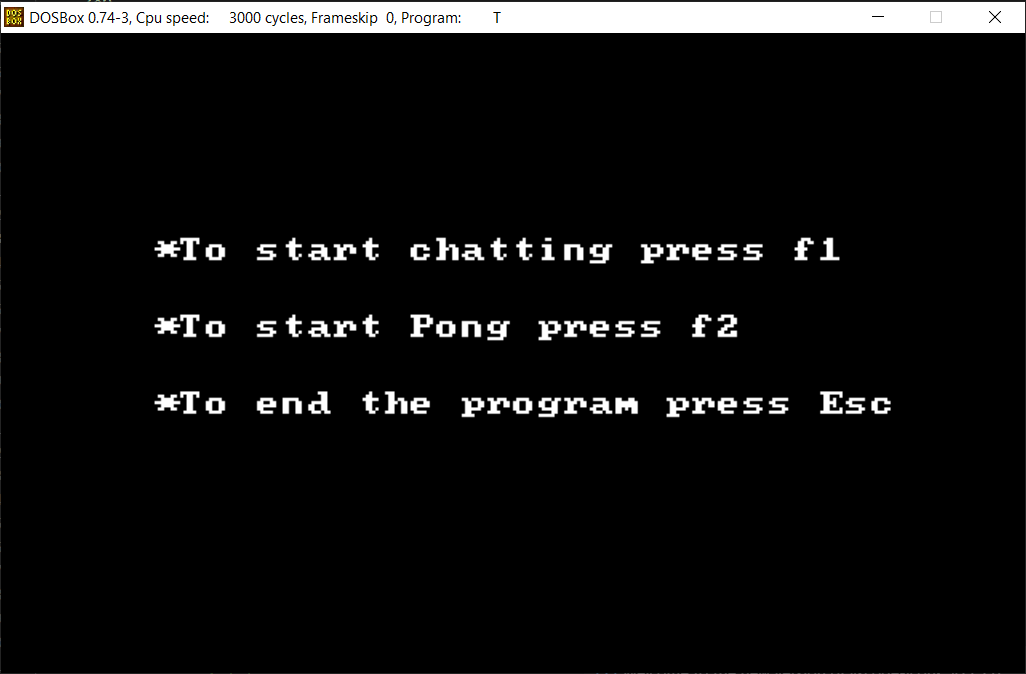 DOSBox 0.74-3, Cpu speed: 3000 cycles, Frameskip 0, Program: T
*To start chatting press f1
*To start Pong press f2
*To end the program press Esc